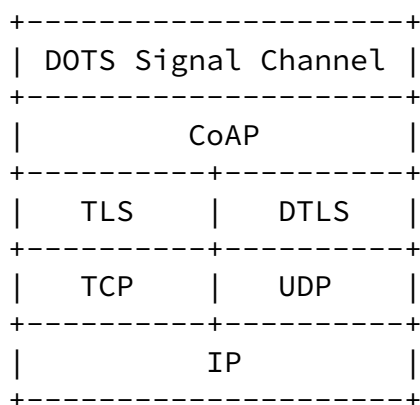 +----------------------+
| DOTS Signal Channel |
+----------------------+
|         CoAP         |
+----------+-----------+
|   TLS    |   DTLS    |
+----------+-----------+
|   TCP    |   UDP     |
+----------+-----------+
|          IP          |
+----------------------+